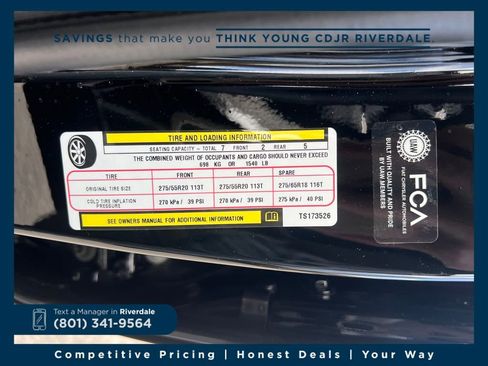 SAVINGS that make you THINK YOUNG CDJR RIVERDALE.
TIRE AND LOADING INFORMATION
SEATING CAPACITY - TOTAL 7 FRONT 2 REAR 5
THE COMBINED WEIGHT OF OCCUPANTS AND CARGO SHOULD NEVER EXCEED
698 KG OR 1540 LB
TIRE FRONT REAR SPARE
ORIGINAL TIRE SIZE 275/55R20 113T 275/55R20 113T 275/65R18 116T
COLD TIRE INFLATION PRESSURE 270 kPa / 39 PSI 270 kPa / 39 PSI 275 kPa / 40 PSI
SEE OWNERS MANUAL FOR ADDITIONAL INFORMATION
TS173526
UAW
FCA
FIAT CHRYSLER AUTOMOBILES
BUILT WITH QUALITY AND PRIDE
BY UAW MEMBERS
Text a Manager in Riverdale
(801) 341-9564
Competitive Pricing | Honest Deals | Your Way